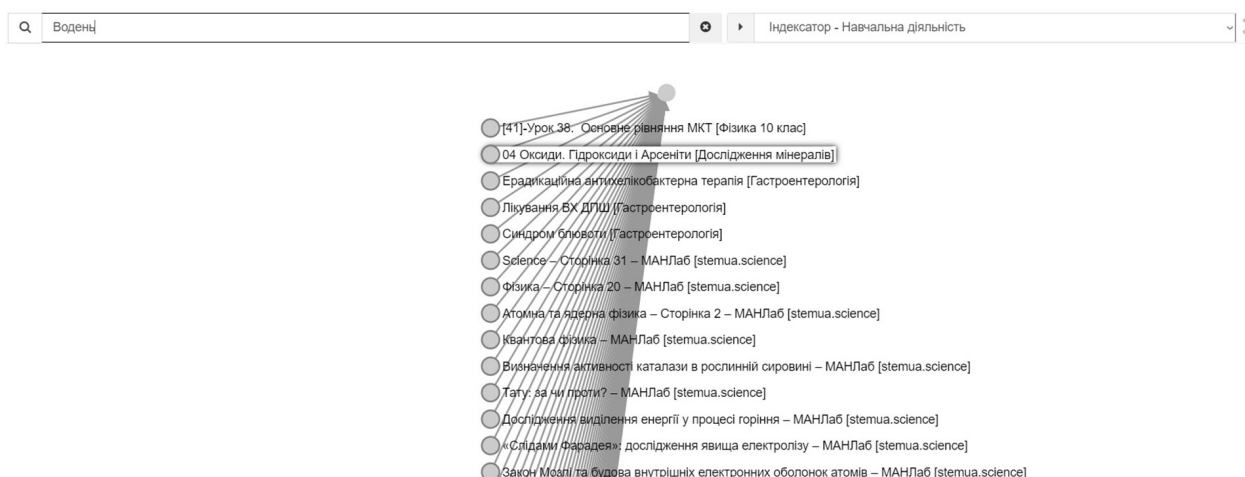 Водень
Індексатор - Навчальна діяльність
[41]-Урок 38. Основне рівняння МКТ [Фізика 10 клас]
04 Оксиди. Гідроксиди і Арсеніти [Дослідження мінералів]
Ерадикаційна антихелікобактерна терапія [Гастроентерологія]
Лікування ВХ ДПШ [Гастроентерологія]
Синдром блювоти [Гастроентерологія]
Science – Сторінка 31 – МАНЛаб [stemua.science]
Фізика – Сторінка 20 – МАНЛаб [stemua.science]
Атомна та ядерна фізика – Сторінка 2 – МАНЛаб [stemua.science]
Квантова фізика – МАНЛаб [stemua.science]
Визначення активності каталази в рослинній сировині – МАНЛаб [stemua.science]
Тату: за чи проти? – МАНЛаб [stemua.science]
Дослідження виділення енергії у процесі горіння – МАНЛаб [stemua.science]
«Слідами Фарадея»: дослідження явища електролізу – МАНЛаб [stemua.science]
Закон Мозлі та будова внутрішніх електронних оболонок атомів – МАНЛаб [stemua.science]